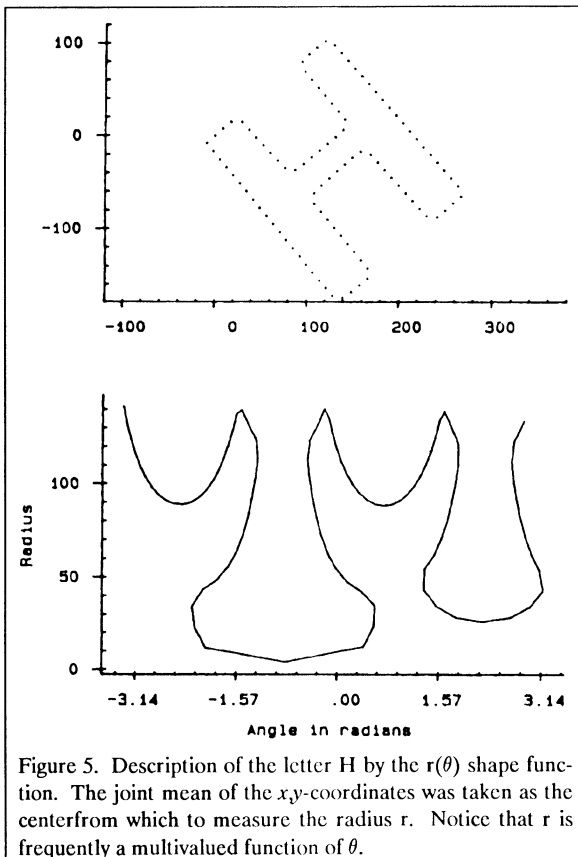 100
0
-100
-100 0 100 200 300
Radius
100
50
0
-3.14 -1.57 .00 1.57 3.14
Angle in radians
Figure 5. Description of the letter H by the r(θ) shape func-
tion. The joint mean of the x,y-coordinates was taken as the
centerfrom which to measure the radius r. Notice that r is
frequently a multivalued function of θ.